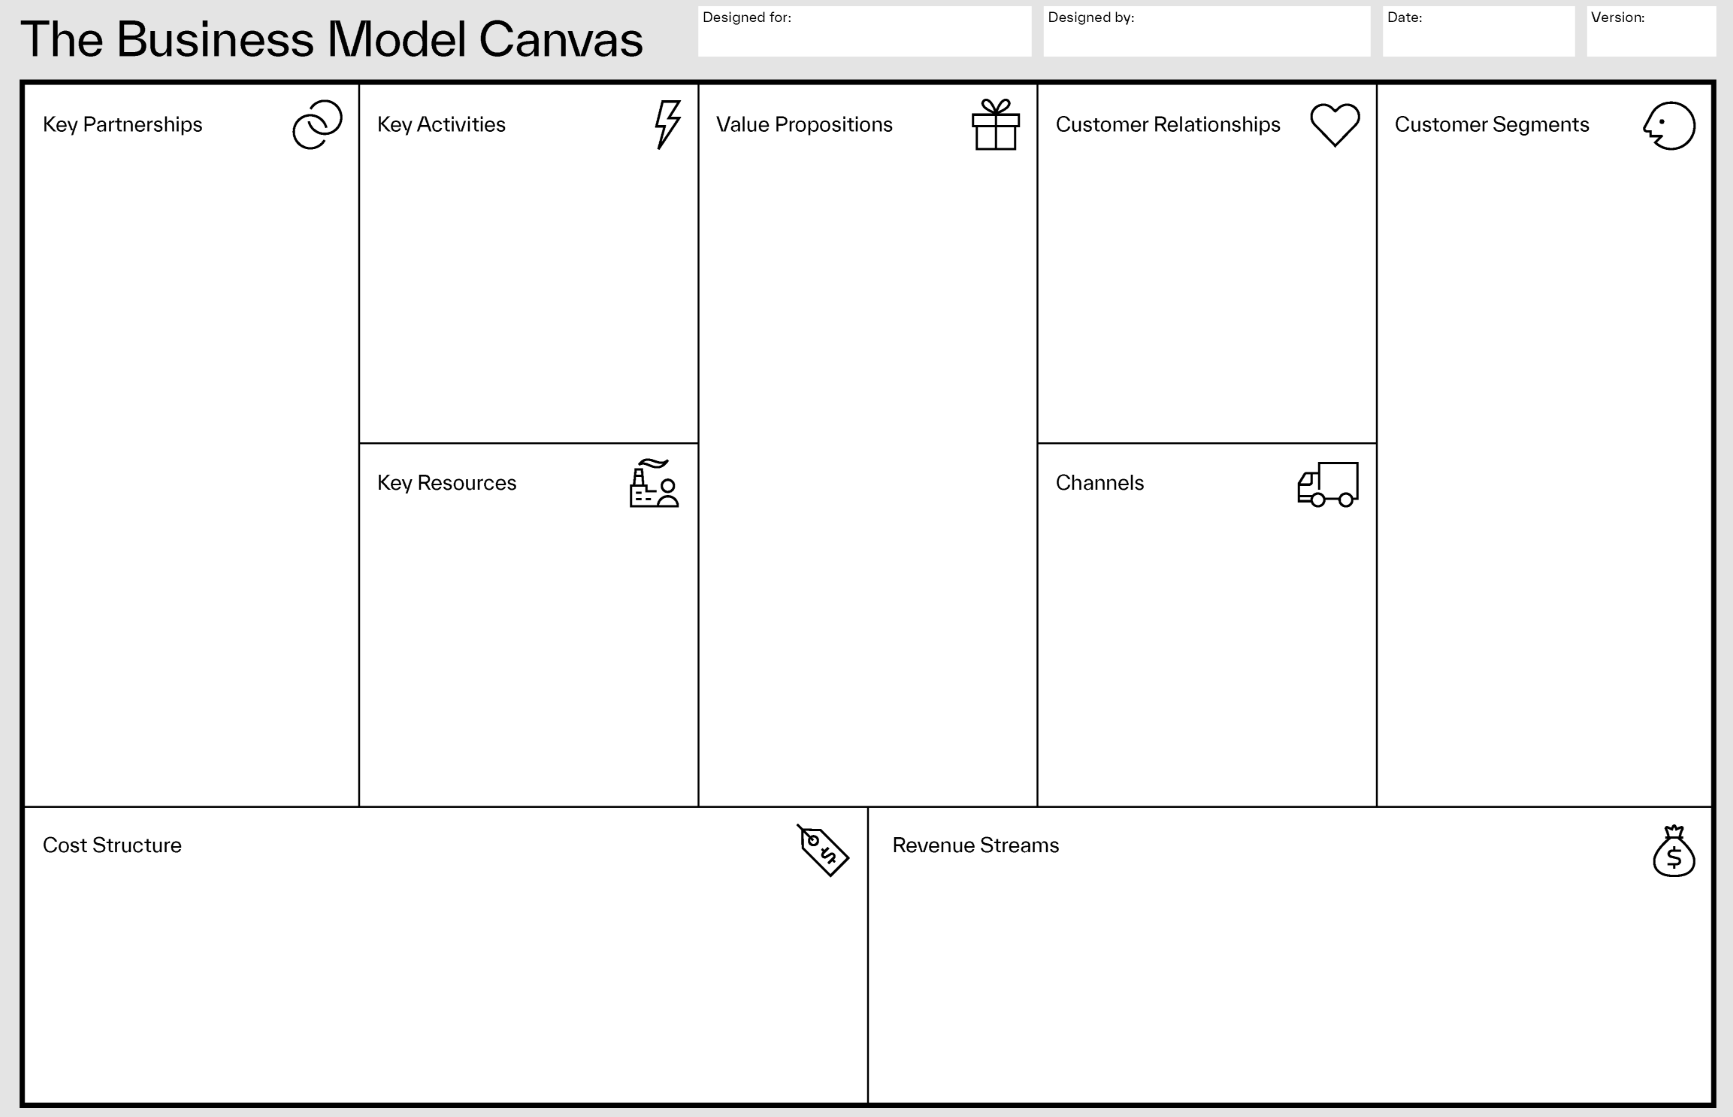 The Business Model Canvas
Designed for:
Designed by:
Date:
Version:
Key Partnerships
Key Activities
Key Resources
Value Propositions
Customer Relationships
Channels
Customer Segments
Cost Structure
$
Revenue Streams
$